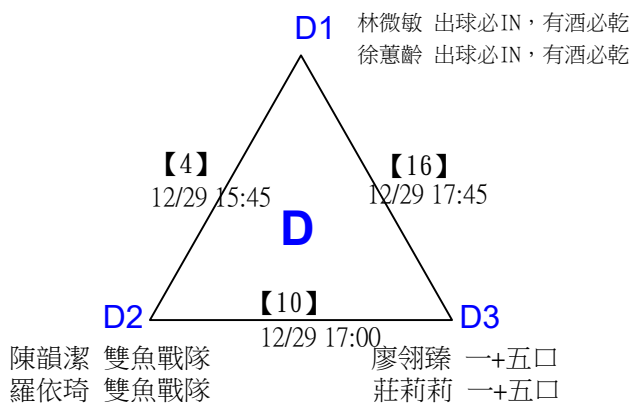 D1
林微敏 出球必IN，有酒必乾
徐蕙齡 出球必IN，有酒必乾
【4】
12/29 15:45
【16】
12/29 17:45
D
【10】
12/29 17:00
D2
D3
陳韻潔 雙魚戰隊
羅依琦 雙魚戰隊
廖翎臻 一+五口
莊莉莉 一+五口